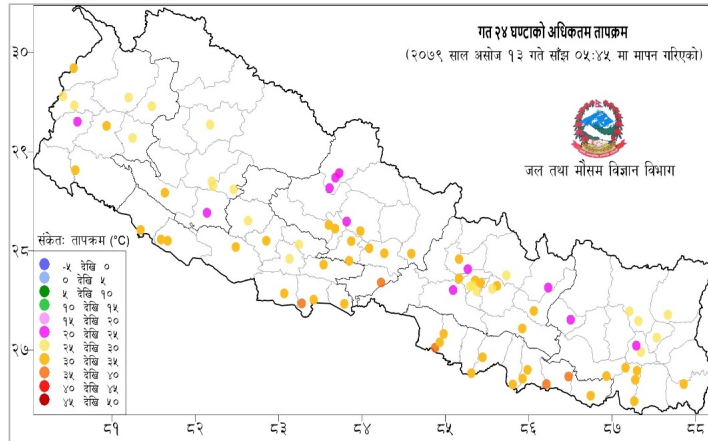 गत २४ घण्टाको अधिकतम तापक्रम
(२०७९ साल असोज १३ गते साँझ ०५:४५ मा मापन गरिएको)
जल तथा मौसम विज्ञान विभाग
३०
२९
२८
२७
संकेत: तापक्रम (°C)
-५ देखि ०
० देखि ५
५ देखि १०
१० देखि १५
१५ देखि २०
२० देखि २५
२५ देखि ३०
३० देखि ३५
३५ देखि ४०
४० देखि ४५
४५ देखि ५०
८१ ८२ ८३ ८४ ८५ ८६ ८७ ८८